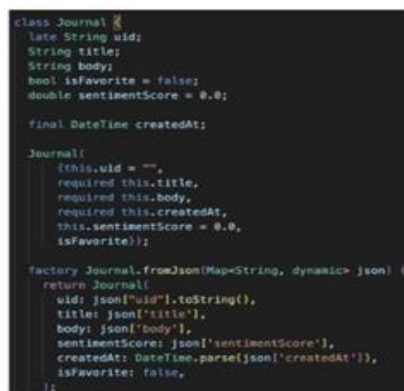 class Journal {
late String uid;
String title;
String body;
bool isFavorite = false;
double sentimentScore = 0.0;
final DateTime createdAt;
Journal(
{this.uid = "",
required this.title,
required this.body,
required this.createdAt,
this.sentimentScore = 0.0,
isFavorite});
factory Journal.fromJson(Map<String, dynamic> json) {
return Journal(
uid: json["uid"].toString(),
title: json['title'],
body: json['body'],
sentimentScore: json['sentimentScore'],
createdAt: DateTime.parse(json['createdAt']),
isFavorite: false,
);